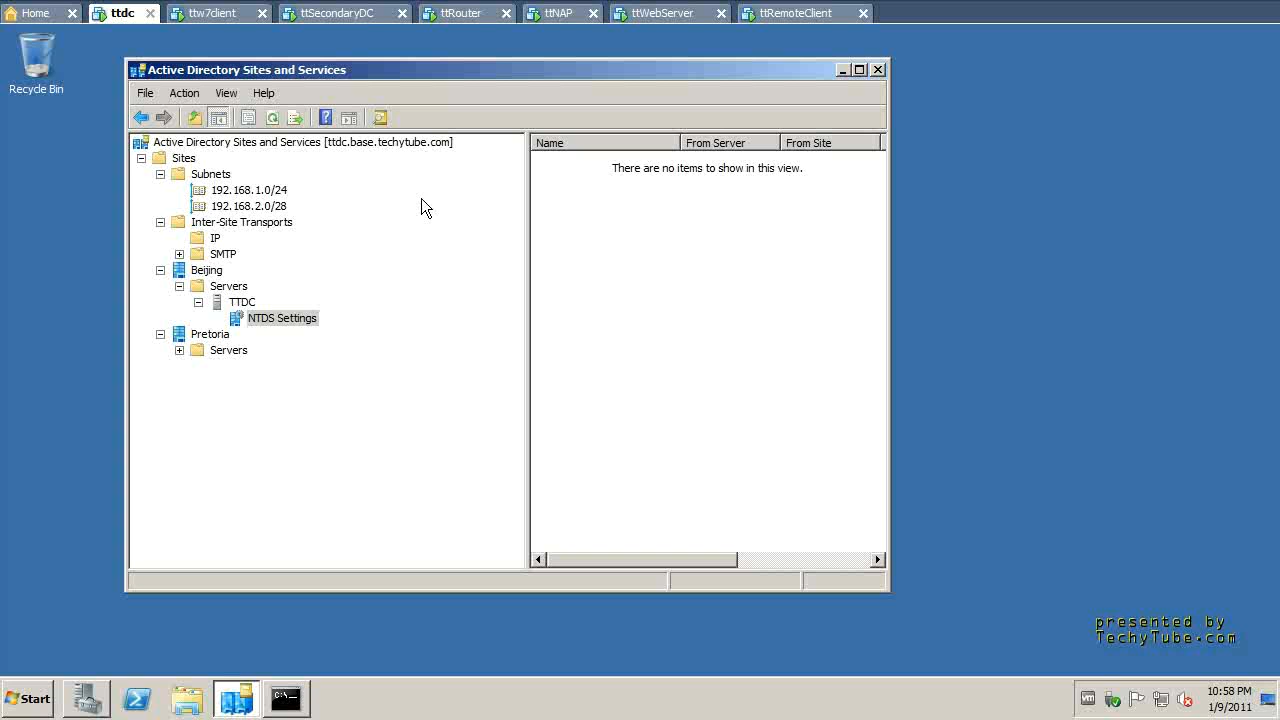 Home ttdc ttw7client ttSecondaryDC ttRouter ttNAP ttWebServer ttRemoteClient
Recycle Bin
Active Directory Sites and Services
File Action View Help
Active Directory Sites and Services [ttdc.base.techytube.com]
Sites
Subnets
192.168.1.0/24
192.168.2.0/28
Inter-Site Transports
IP
SMTP
Beijing
Servers
TTDC
NTDS Settings
Pretoria
Servers
Name From Server From Site
There are no items to show in this view.
presented by
TechyTube.com
Start
10:58 PM
1/9/2011